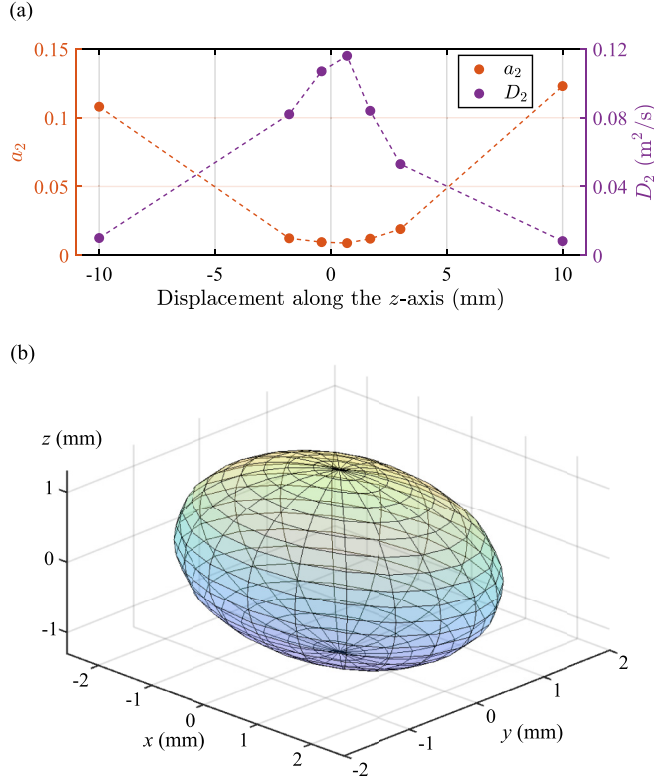 (a)
0.15
0.1
0.05
0
a₂
0.12
0.08
0.04
0
D₂ (m²/s)
a₂
D₂
-10 -5 0 5 10
Displacement along the z-axis (mm)
(b)
z (mm)
1
0
-1
-2 -1 0 1 2
x (mm)
-2 -1 0 1 2
y (mm)